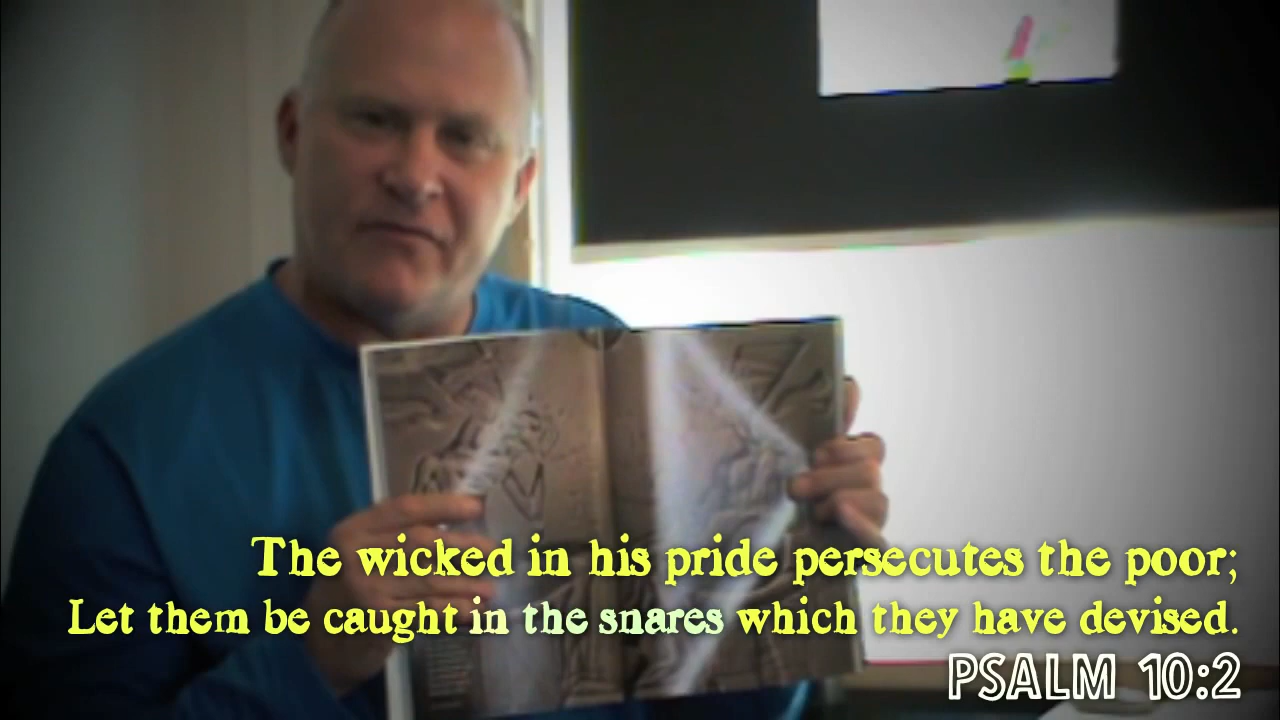 The wicked in his pride persecutes the poor;
Let them be caught in the snares which they have devised.
PSALM 10:2